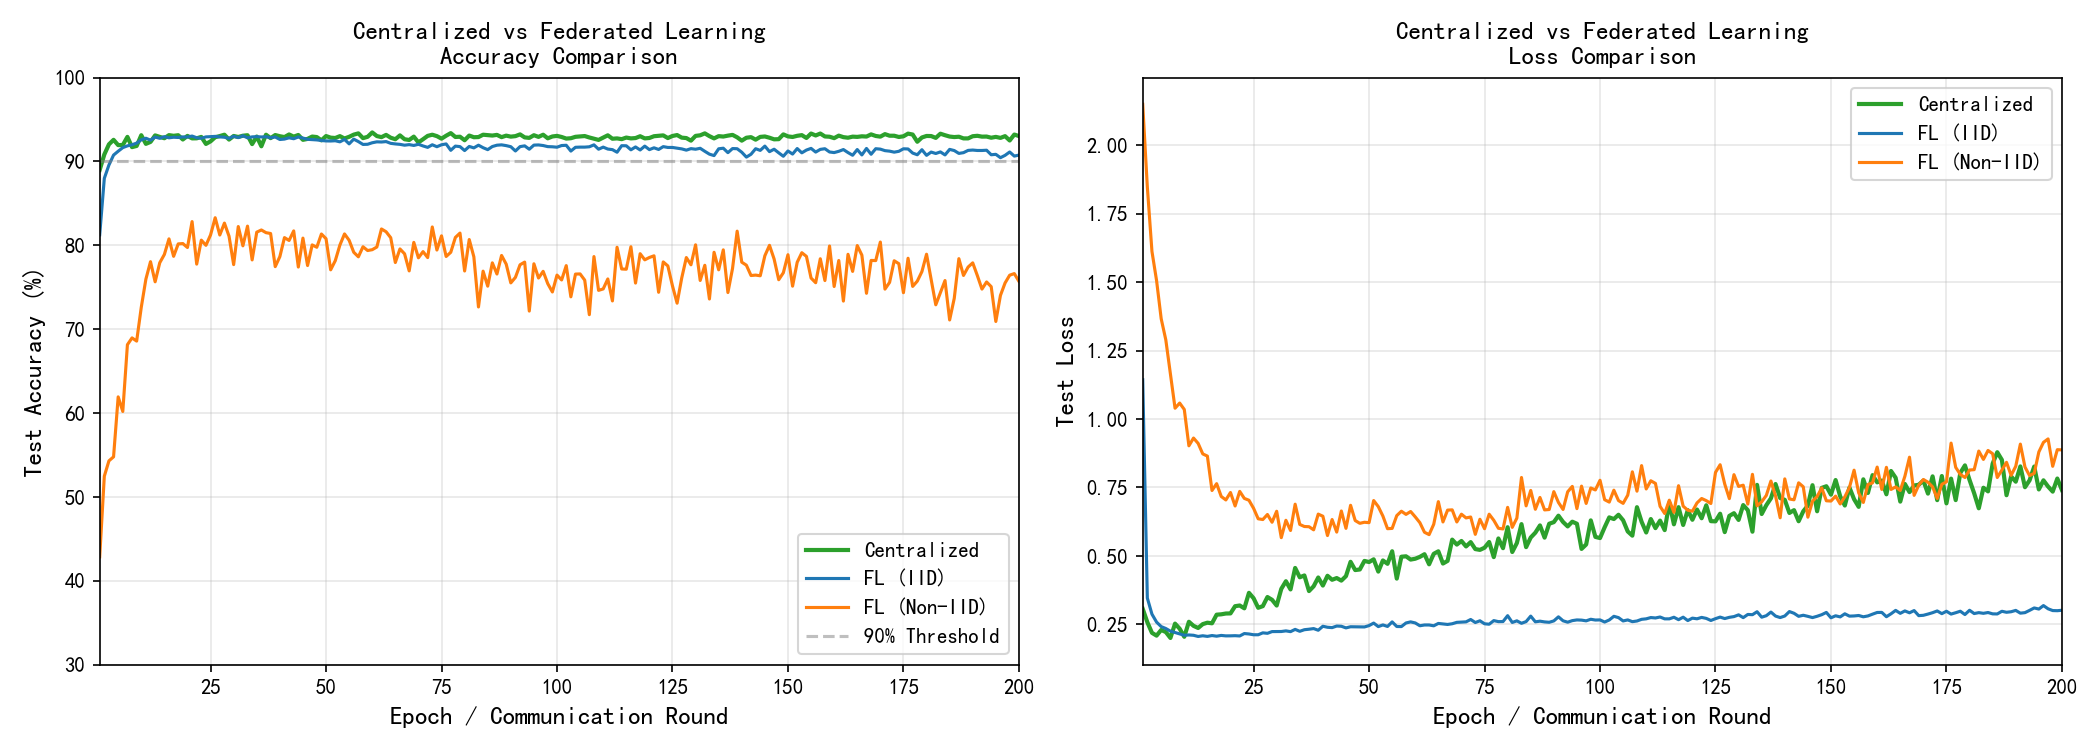 Centralized vs Federated Learning
Accuracy Comparison
100
90
80
70
60
50
40
30
Test Accuracy (%)
Centralized
FL (IID)
FL (Non-IID)
90% Threshold
25
50
75
100
125
150
175
200
Epoch / Communication Round
Centralized vs Federated Learning
Loss Comparison
2.00
1.75
1.50
1.25
1.00
0.75
0.50
0.25
Test Loss
Centralized
FL (IID)
FL (Non-IID)
25
50
75
100
125
150
175
200
Epoch / Communication Round